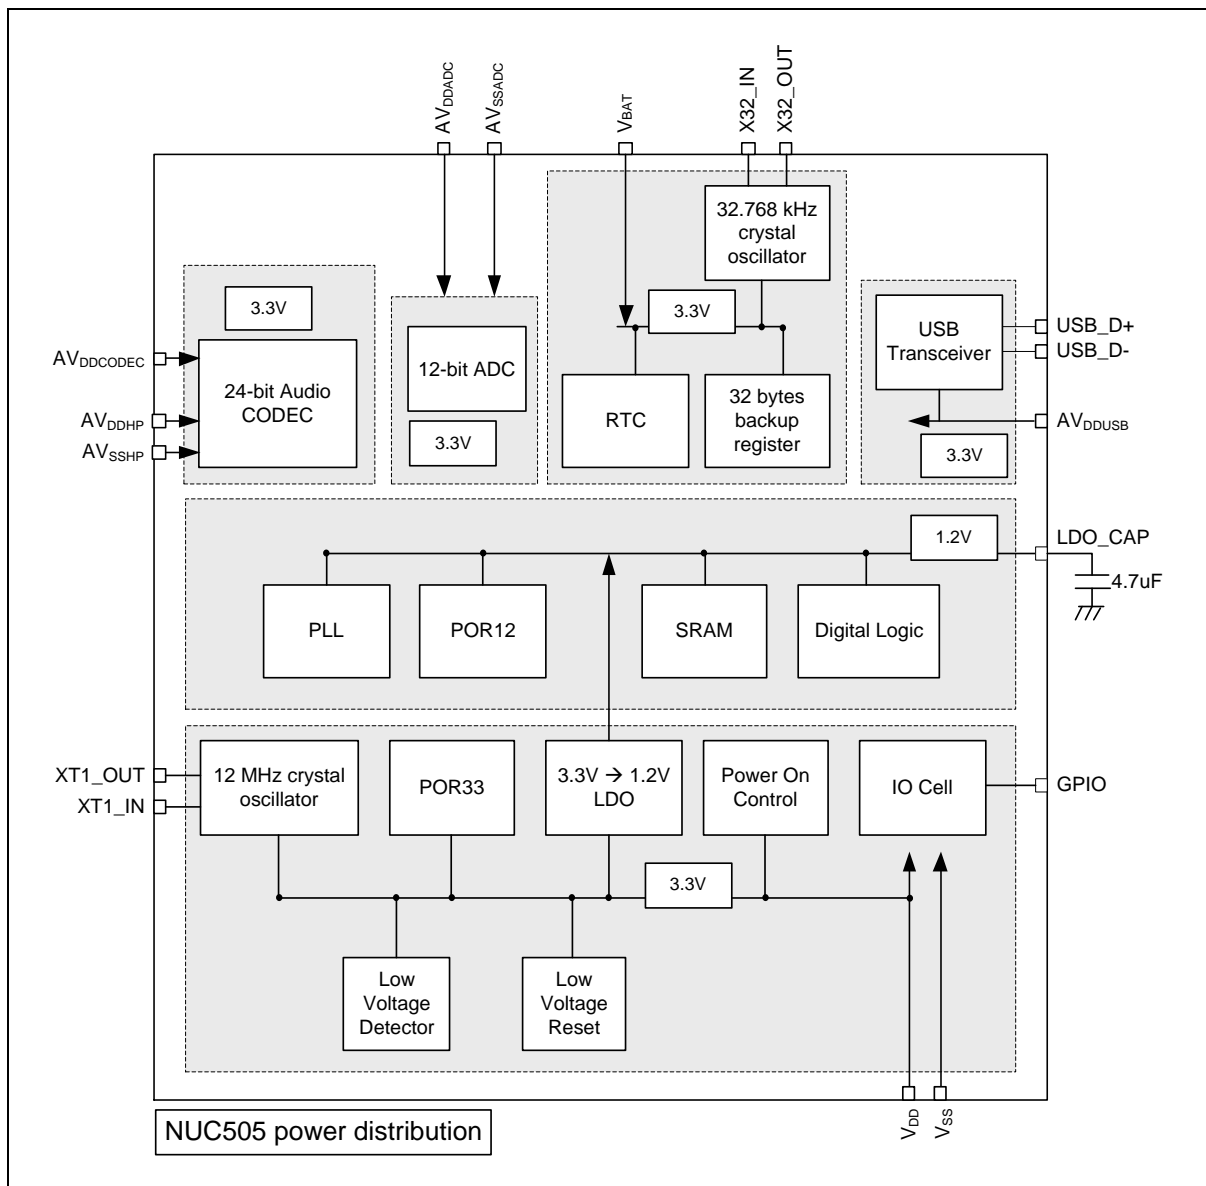 AVDDADC
AVSSADC
VBAT
X32_IN
X32_OUT
32.768 kHz
crystal
oscillator
3.3V
3.3V
USB
Transceiver
USB_D+
USB_D-
AVDDCODEC
24-bit Audio
CODEC
12-bit ADC
RTC
32 bytes
backup
register
AVDDHP
AVSSHP
AVDDUSB
3.3V
3.3V
1.2V
LDO_CAP
4.7uF
PLL
POR12
SRAM
Digital Logic
XT1_OUT
XT1_IN
12 MHz crystal
oscillator
POR33
3.3V → 1.2V
LDO
Power On
Control
IO Cell
GPIO
3.3V
Low
Voltage
Detector
Low
Voltage
Reset
VDD
VSS
NUC505 power distribution